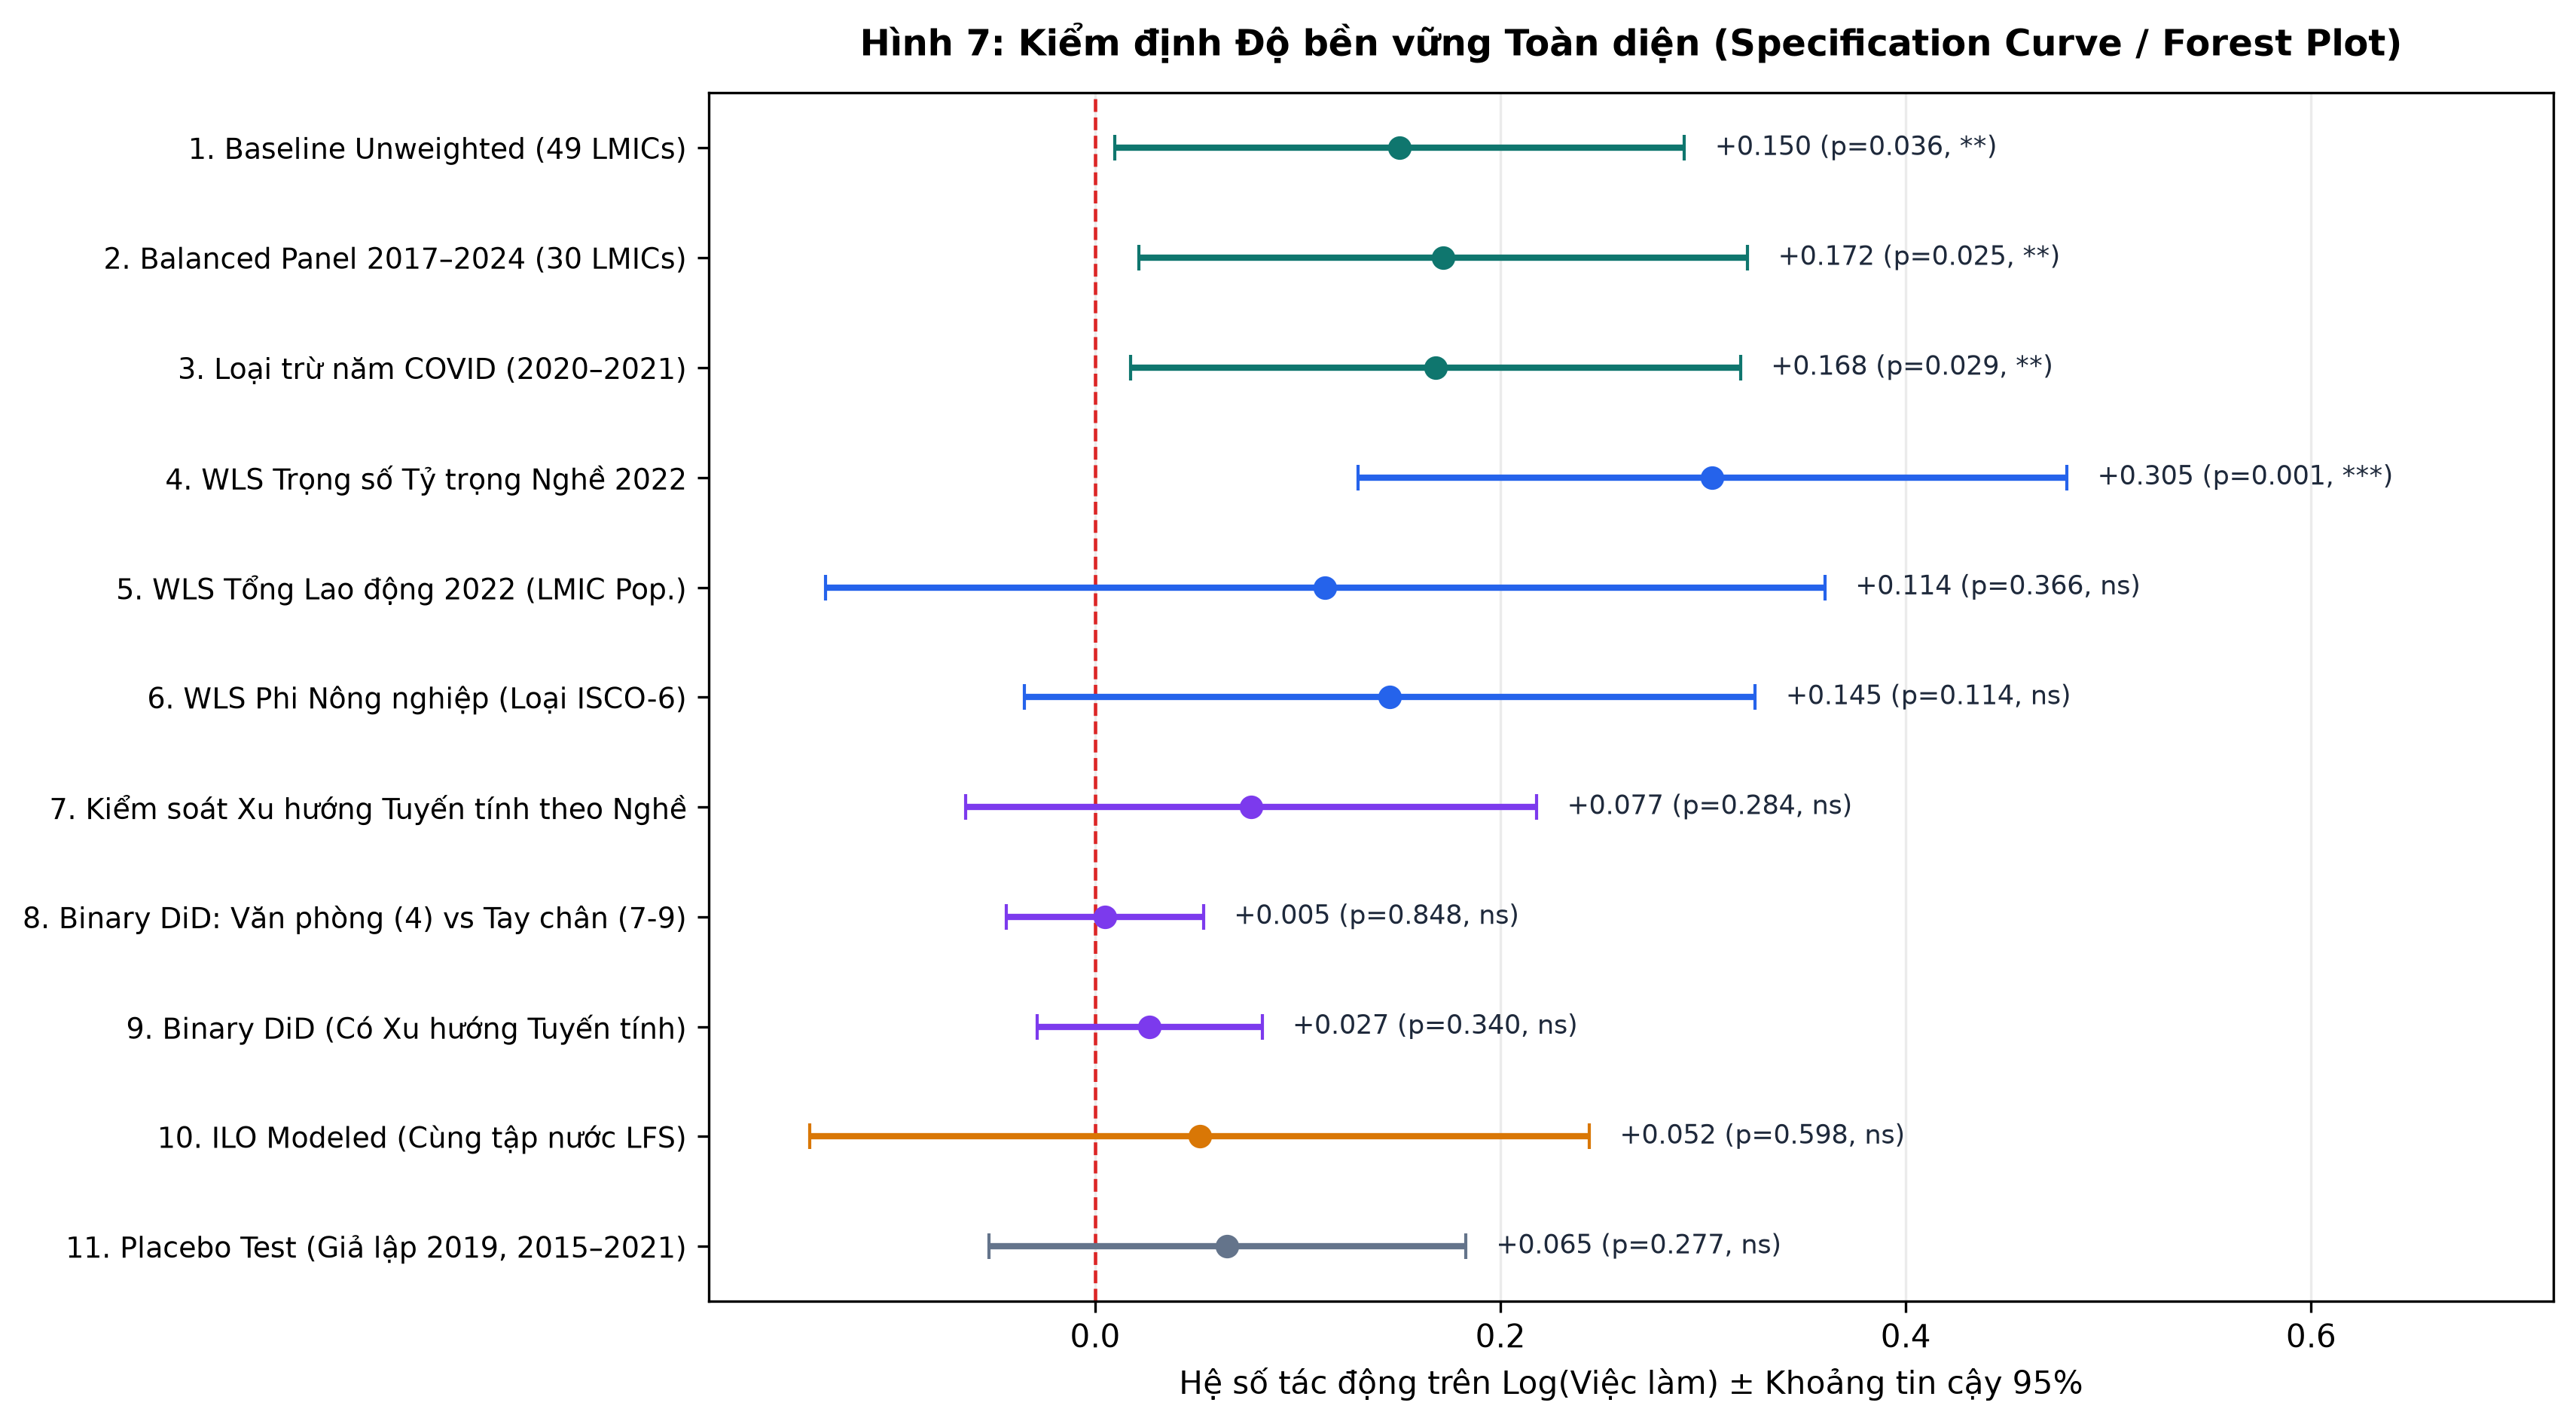 Hình 7: Kiểm định Độ bền vững Toàn diện (Specification Curve / Forest Plot)
1. Baseline Unweighted (49 LMICs)
+0.150 (p=0.036, **)
2. Balanced Panel 2017–2024 (30 LMICs)
+0.172 (p=0.025, **)
3. Loại trừ năm COVID (2020–2021)
+0.168 (p=0.029, **)
4. WLS Trọng số Tỷ trọng Nghề 2022
+0.305 (p=0.001, ***)
5. WLS Tổng Lao động 2022 (LMIC Pop.)
+0.114 (p=0.366, ns)
6. WLS Phi Nông nghiệp (Loại ISCO-6)
+0.145 (p=0.114, ns)
7. Kiểm soát Xu hướng Tuyến tính theo Nghề
+0.077 (p=0.284, ns)
8. Binary DiD: Văn phòng (4) vs Tay chân (7-9)
+0.005 (p=0.848, ns)
9. Binary DiD (Có Xu hướng Tuyến tính)
+0.027 (p=0.340, ns)
10. ILO Modeled (Cùng tập nước LFS)
+0.052 (p=0.598, ns)
11. Placebo Test (Giả lập 2019, 2015–2021)
+0.065 (p=0.277, ns)
0.0 0.2 0.4 0.6
Hệ số tác động trên Log(Việc làm) ± Khoảng tin cậy 95%